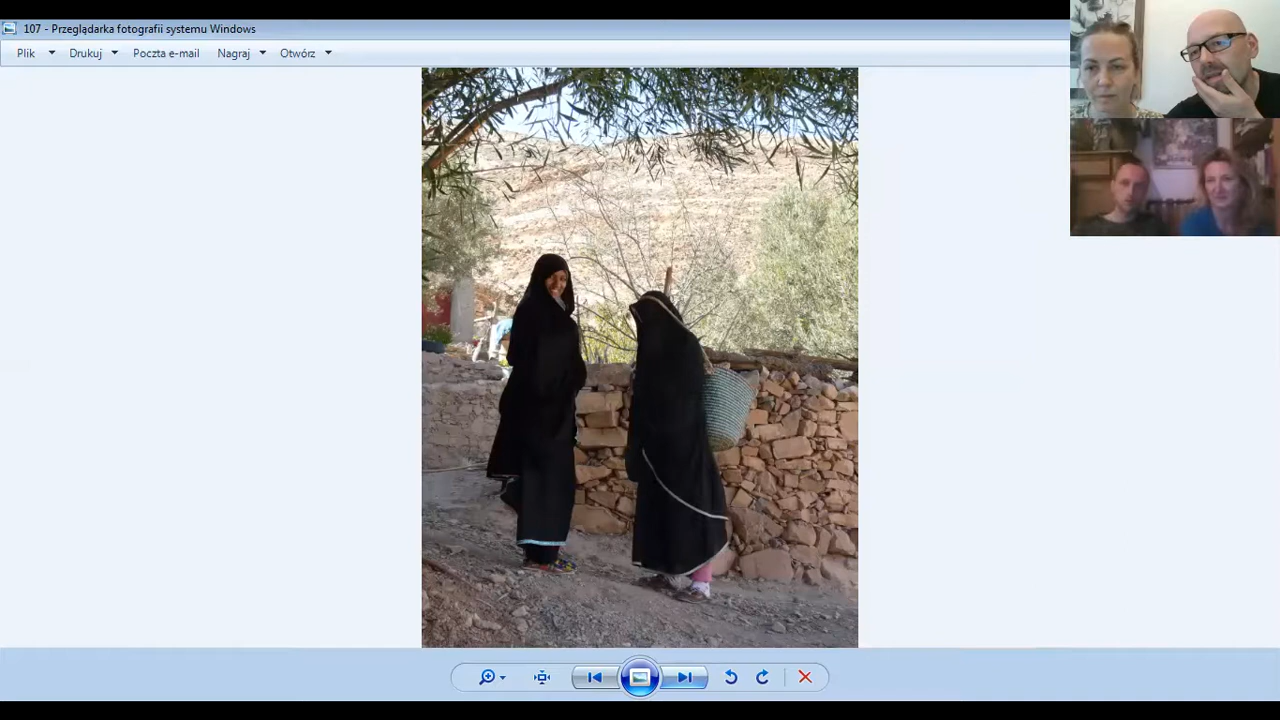 107 - Przeglądarka fotografii systemu Windows
Plik Drukuj Poczta e-mail Nagraj Otwórz